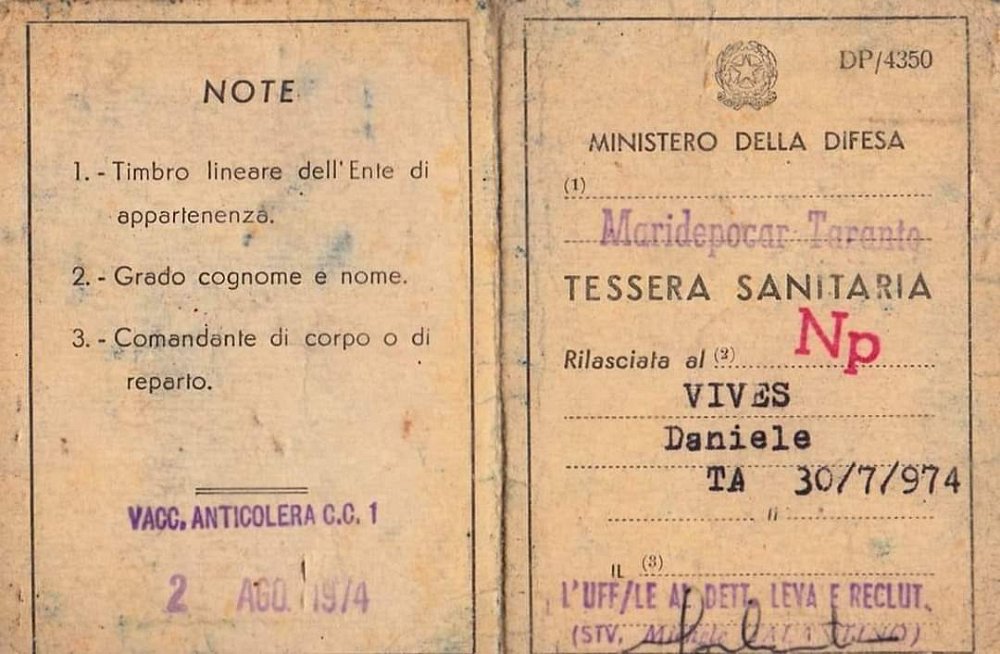 NOTE
1. - Timbro lineare dell'Ente di
appartenenza.
2. - Grado cognome e nome.
3. - Comandante di corpo o di
reparto.
VACC. ANTICOLERA C.C. 1
2 AGO. 1974
DP/4350
MINISTERO DELLA DIFESA
(1)
Maridepocar Taranto
TESSERA SANITARIA
Np
Rilasciata al (2)
VIVES
Daniele
TA 30/7/974
IL (3)
L'UFF/LE AL DETT. LEVA E RECLUT.
(STV. Michele